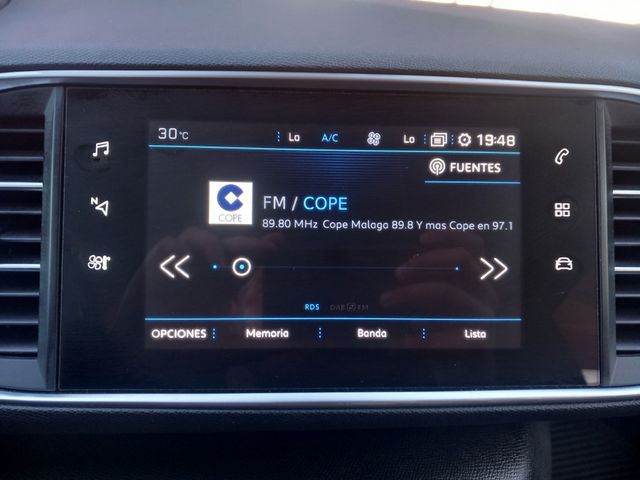 30°C Lo A/C Lo 19:48
FUENTES
N
COPE
FM / COPE
89.80 MHz Cope Malaga 89.8 Y mas Cope en 97.1
RDS DAB FM
OPCIONES Memoria Banda Lista